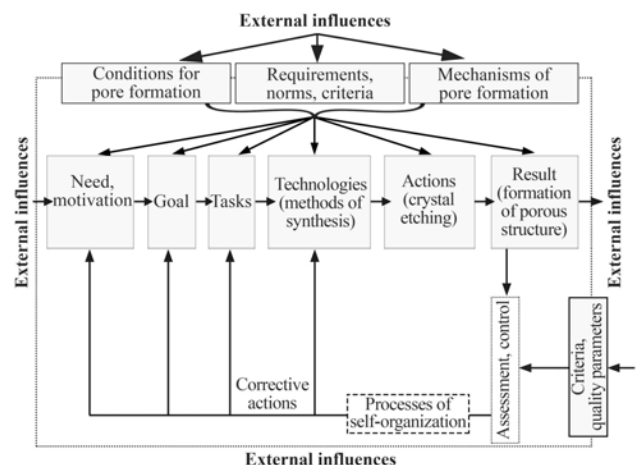 External influences
Conditions for
pore formation
Requirements,
norms, criteria
Mechanisms of
pore formation
External influences
Need,
motivation
Goal
Tasks
Technologies
(methods of
synthesis)
Actions
(crystal
etching)
Result
(formation
of porous
structure)
External influences
Assessment, control
Criteria,
quality parameters
Corrective
actions
Processes of
self-organization
External influences